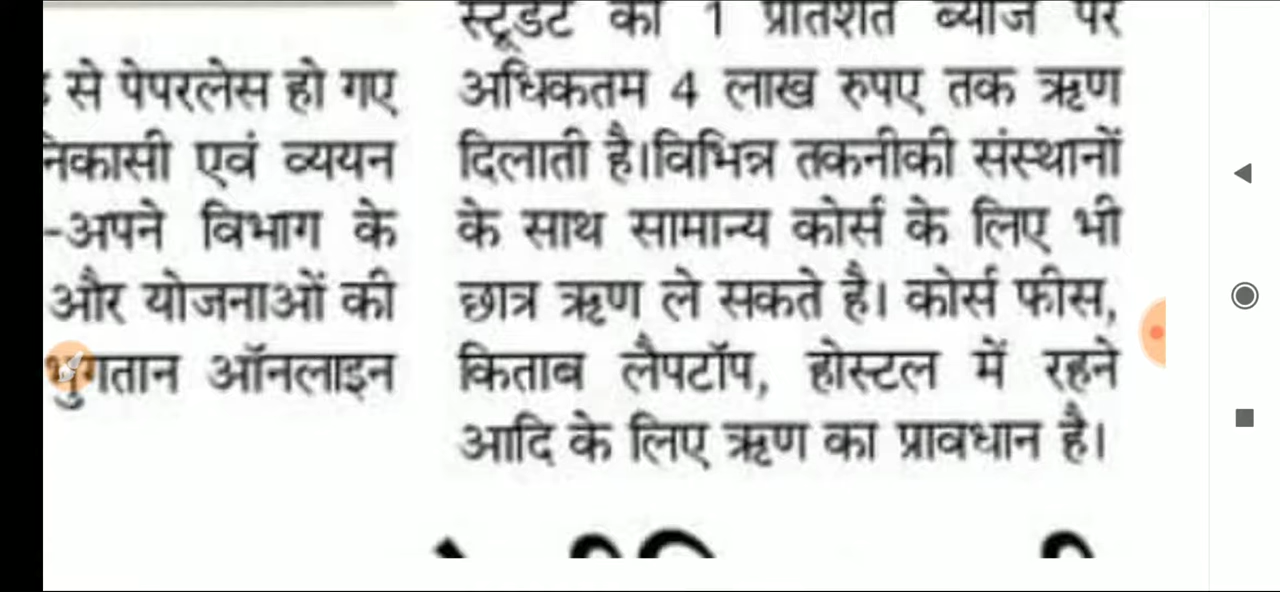 से पेपरलेस हो गए
एवं व्ययन
-अपने विभाग के
और योजनाओं की
भुगतान ऑनलाइन
स्टूडेंट को 1 प्रतिशत ब्याज पर
अधिकतम 4 लाख रुपए तक ऋण
दिलाती है।विभिन्न तकनीकी संस्थानों
के साथ सामान्य कोर्स के लिए भी
छात्र ऋण ले सकते है। कोर्स फीस,
किताब लैपटॉप, होस्टल में रहने
आदि के लिए ऋण का प्रावधान है।